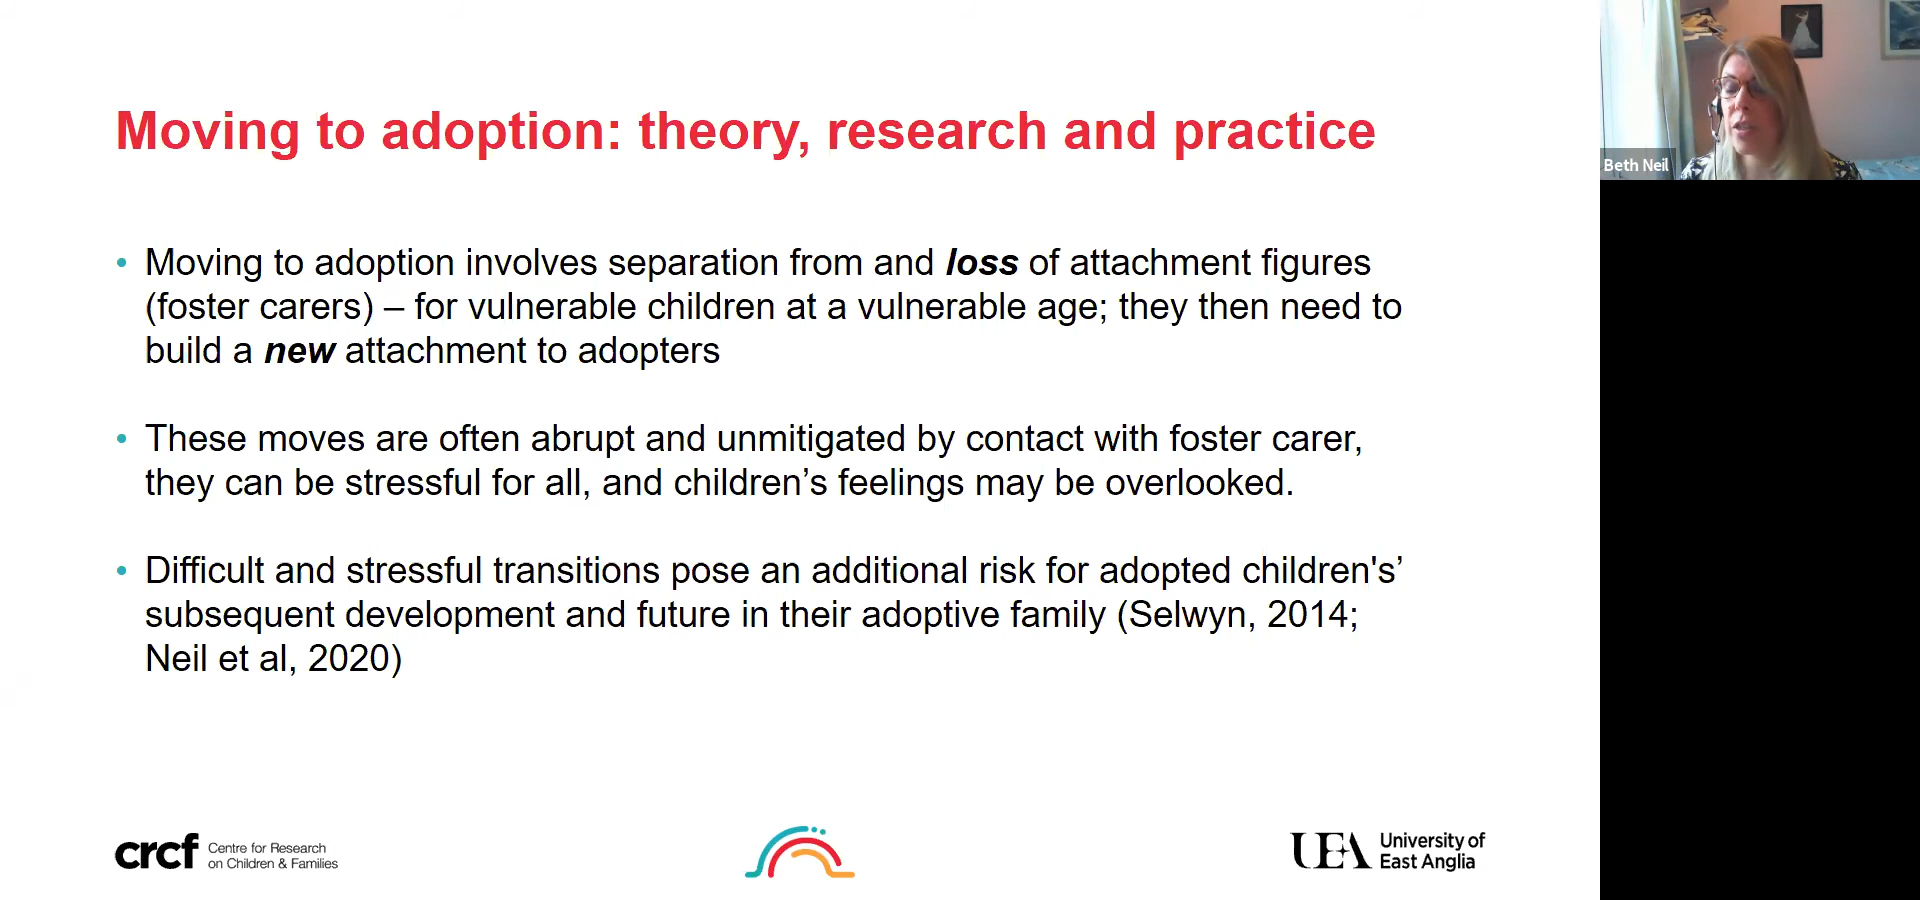 Moving to adoption: theory, research and practice
• Moving to adoption involves separation from and loss of attachment figures
(foster carers) – for vulnerable children at a vulnerable age; they then need to
build a new attachment to adopters
• These moves are often abrupt and unmitigated by contact with foster carer,
they can be stressful for all, and children’s feelings may be overlooked.
• Difficult and stressful transitions pose an additional risk for adopted children's’
subsequent development and future in their adoptive family (Selwyn, 2014;
Neil et al, 2020)
crcf Centre for Research
on Children & Families
UEA University of
East Anglia
Beth Neil